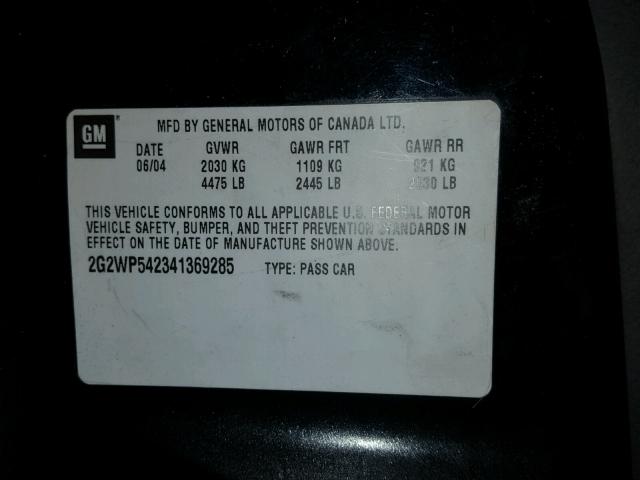 GM
MFD BY GENERAL MOTORS OF CANADA LTD.
DATE GVWR GAWR FRT GAWR RR
06/04 2030 KG 1109 KG 921 KG
4475 LB 2445 LB 2030 LB
THIS VEHICLE CONFORMS TO ALL APPLICABLE U.S. FEDERAL MOTOR
VEHICLE SAFETY, BUMPER, AND THEFT PREVENTION STANDARDS IN
EFFECT ON THE DATE OF MANUFACTURE SHOWN ABOVE.
2G2WP542341369285 TYPE: PASS CAR